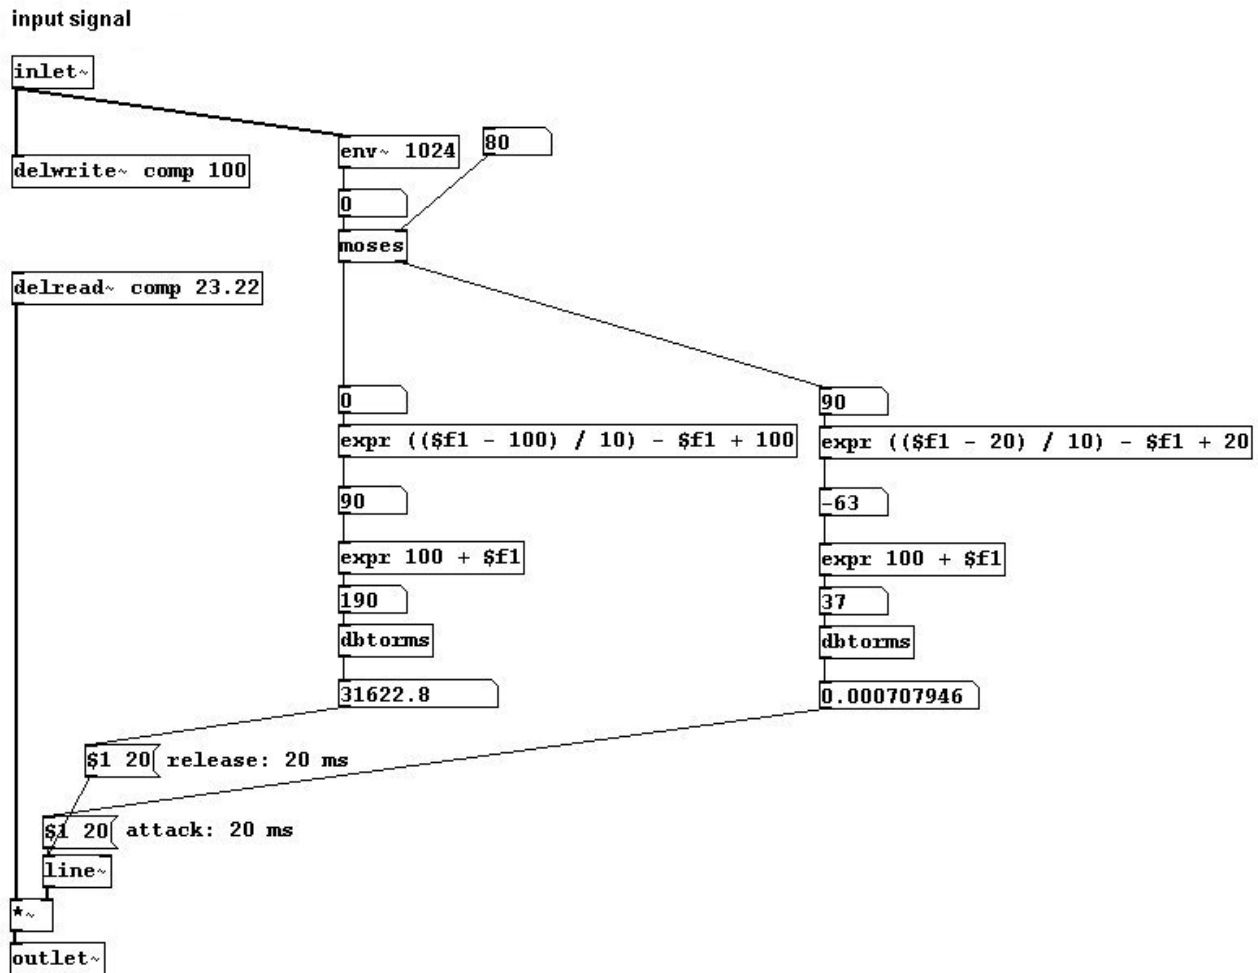 input signal
inlet~
env~ 1024
80
delwrite~ comp 100
0
moses
delread~ comp 23.22
0
90
expr (($f1 - 100) / 10) - $f1 + 100
expr (($f1 - 20) / 10) - $f1 + 20
90
-63
expr 100 + $f1
expr 100 + $f1
190
37
dbtorms
dbtorms
31622.8
0.000707946
$1 20 release: 20 ms
$1 20 attack: 20 ms
line~
*~
outlet~